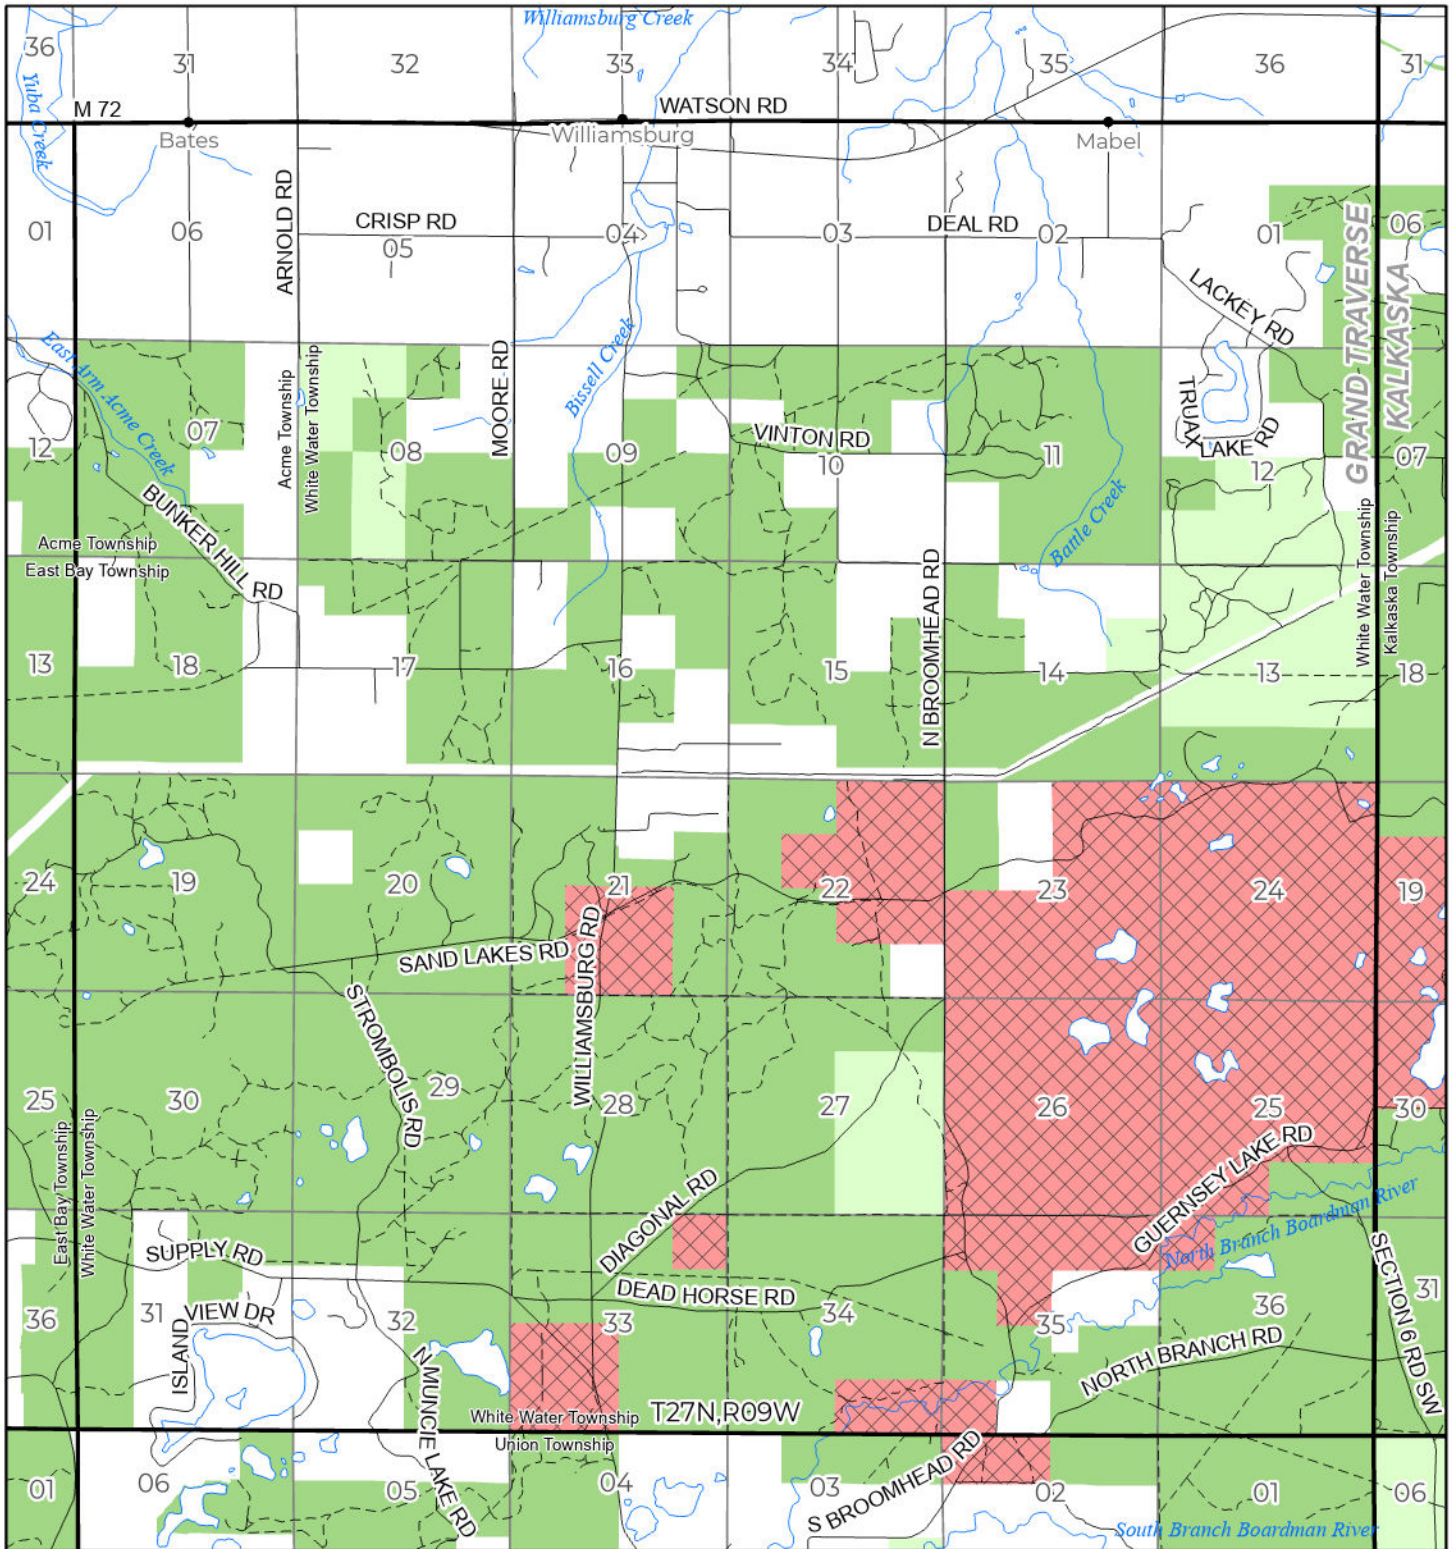 Williamsburg Creek
36
31
32
33
34
35
36
31
Yuba Creek
M 72
WATSON RD
Bates
Williamsburg
Mabel
ARNOLD RD
CRISP RD
DEAL RD
01
06
05
04
03
02
01
06
GRAND TRAVERSE
KALKASKA
LACKEY RD
East Arm Acme Creek
Acme Township
White Water Township
MOORE RD
Bissell Creek
TRUAX
LAKE RD
VINTON RD
12
07
08
09
10
11
12
07
BUNKER HILL RD
Battle Creek
Acme Township
East Bay Township
White Water Township
Kalkaska Township
N BROOMHEAD RD
13
18
17
16
15
14
13
18
24
19
20
21
22
23
24
19
SAND LAKES RD
WILLIAMSBURG RD
STROMBOLIS RD
25
30
29
28
27
26
25
30
East Bay Township
White Water Township
GUERNSEY LAKE RD
DIAGONAL RD
North Branch Boardman River
SUPPLY RD
DEAD HORSE RD
SECTION 6 RD SW
36
31
VIEW DR
ISLAND
32
33
34
35
36
31
NORTH BRANCH RD
N MUNCIE LAKE RD
White Water Township
T27N,R09W
Union Township
S BROOMHEAD RD
01
06
05
04
03
02
01
06
South Branch Boardman River